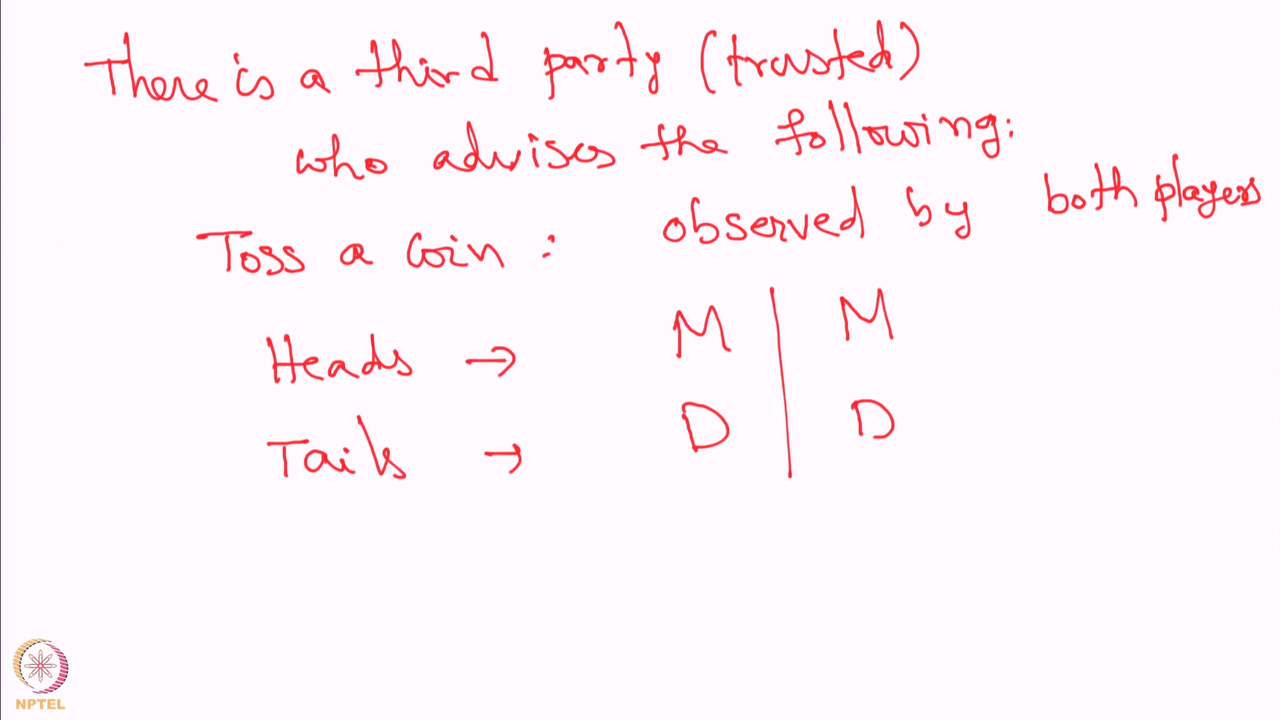 There is a third party (trusted)
who advises the following:
Toss a coin : observed by both players
Heads → M | M
Tails → D | D
NPTEL